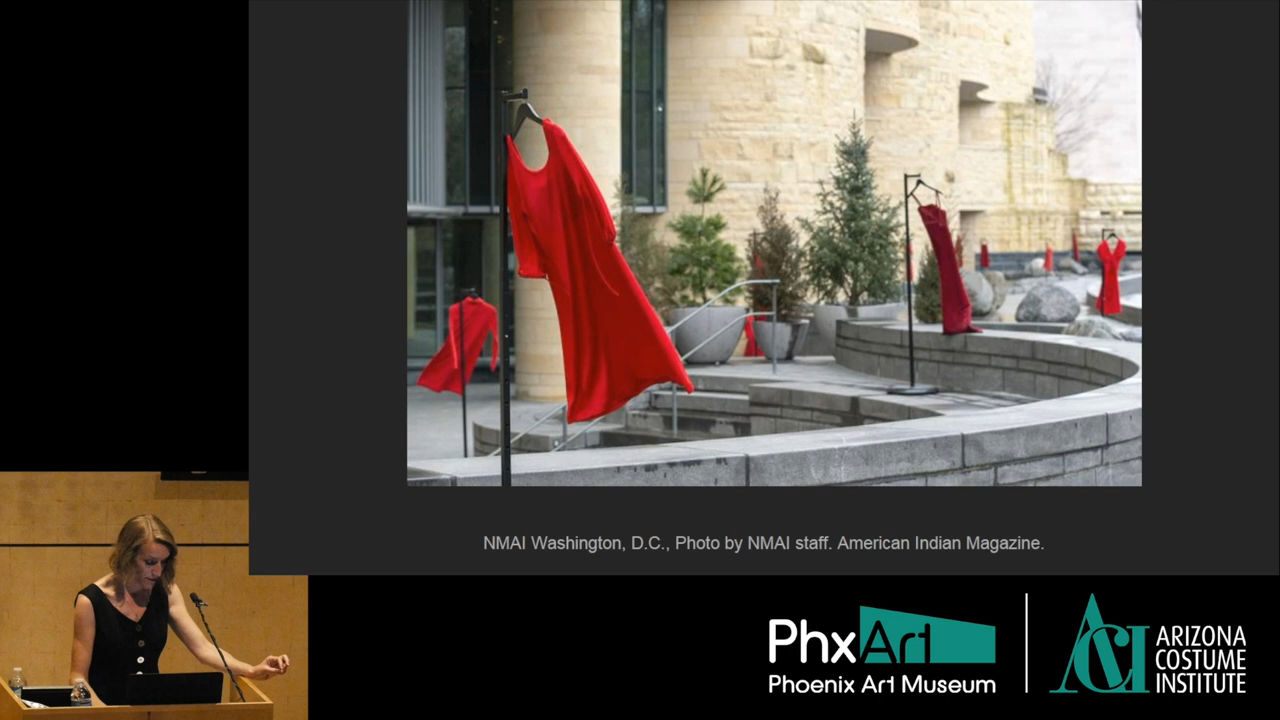 NMAI Washington, D.C., Photo by NMAI staff. American Indian Magazine.
PhxArt
Phoenix Art Museum
ACI
ARIZONA
COSTUME
INSTITUTE